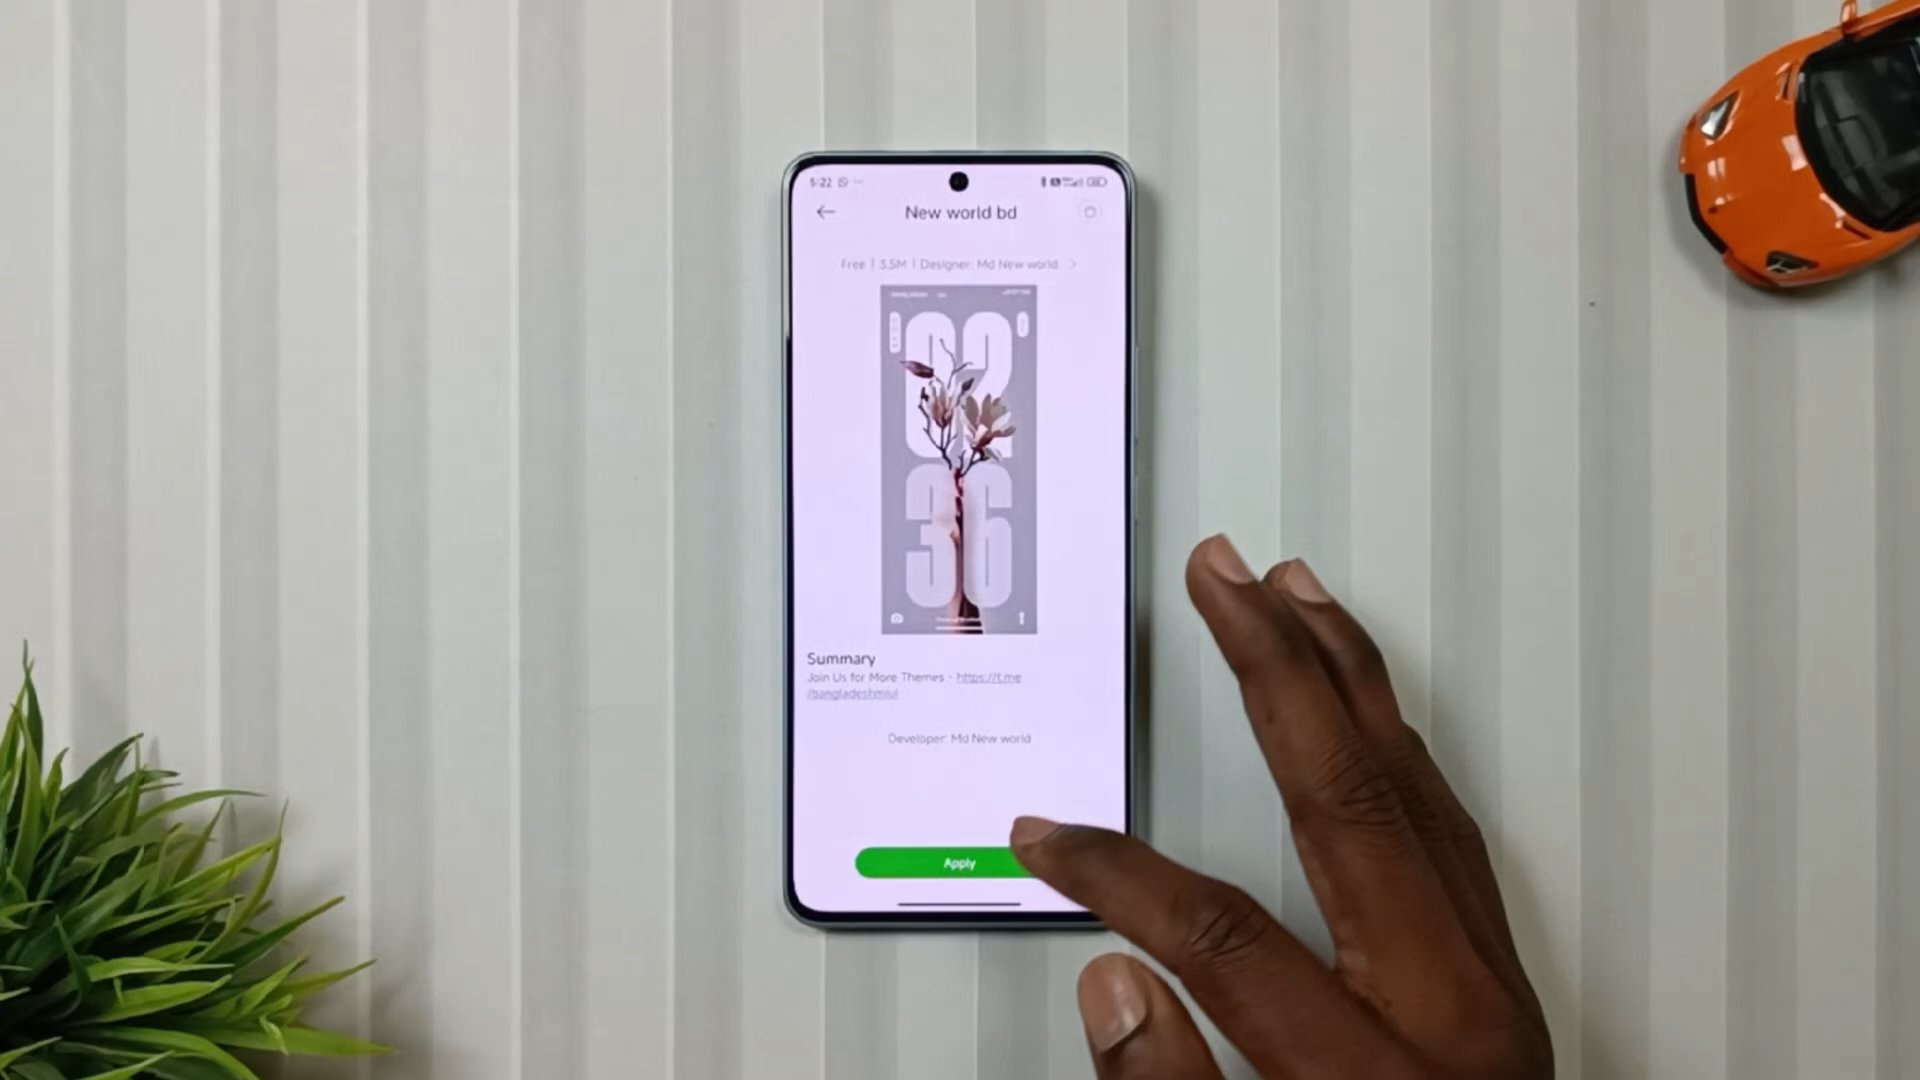 5:22
New world bd
Free | 3.5M | Designer: Md New world
02
36
Summary
Join Us for More Themes - https://t.me
/bangladeshmiui
Developer: Md New world
Apply